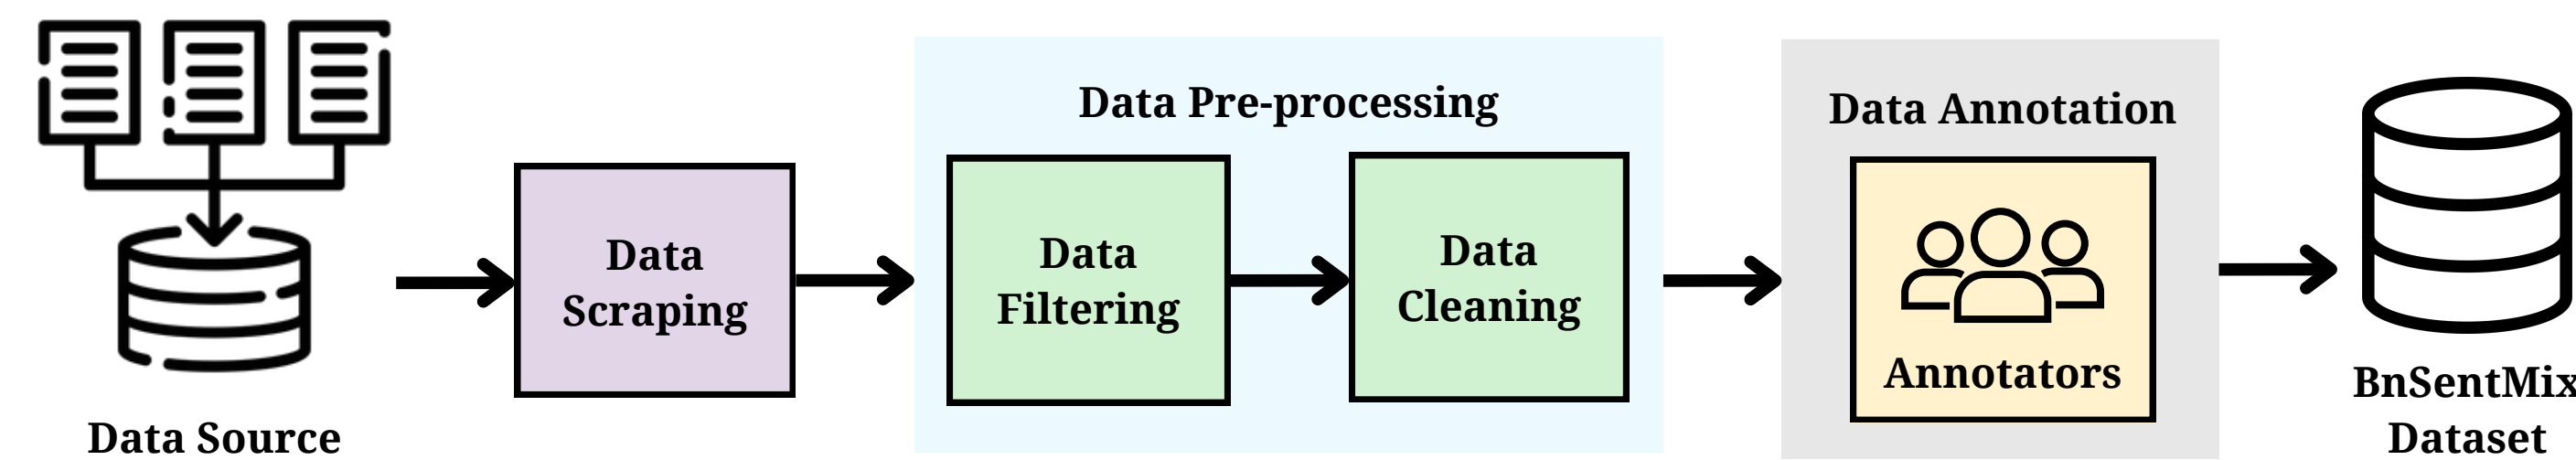 Data Source
Data
Scraping
Data Pre-processing
Data
Filtering
Data
Cleaning
Data Annotation
Annotators
BnSentMix
Dataset